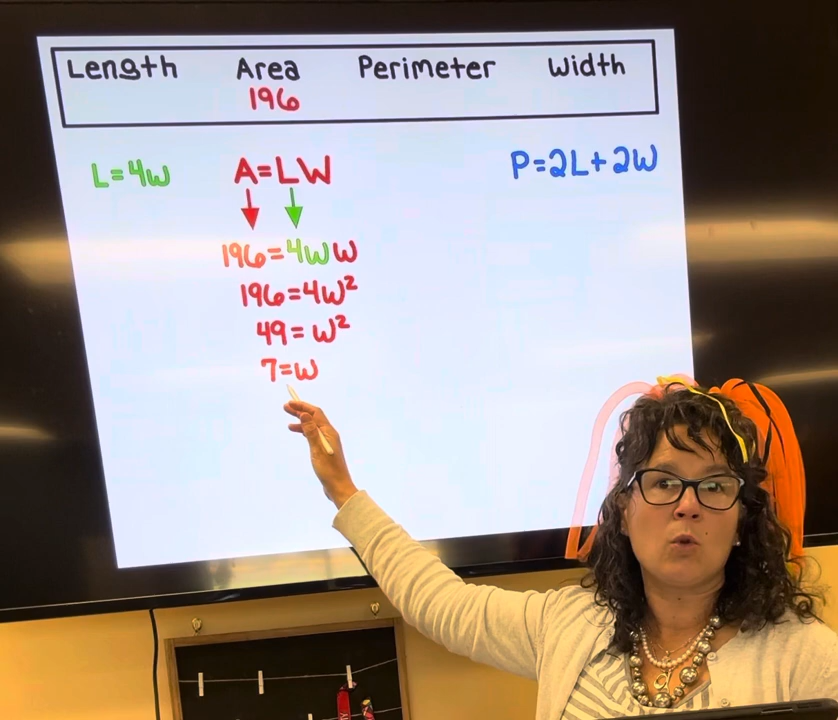 Length Area Perimeter Width
196
L=4W A=LW P=2L+2W
196=4WW
196=4W²
49=W²
7=W